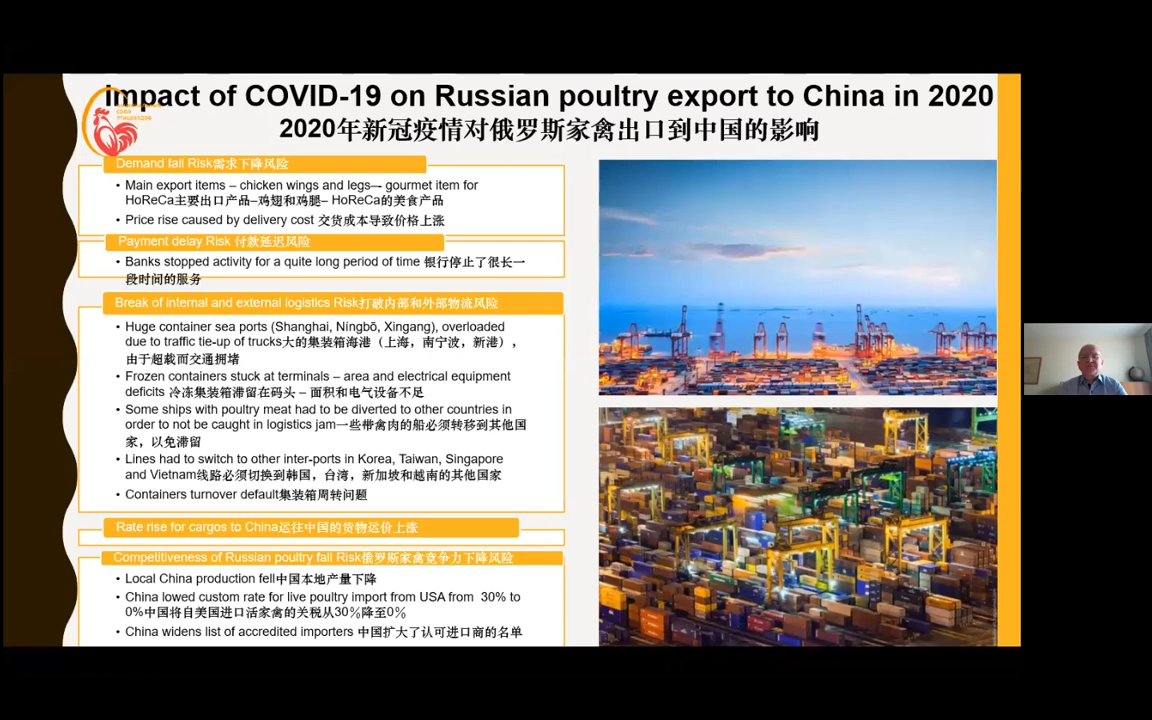 Impact of COVID-19 on Russian poultry export to China in 2020
2020年新冠疫情对俄罗斯家禽出口到中国的影响
Demand fall Risk需求下降风险
• Main export items – chicken wings and legs–- gourmet item for
HoReCa主要出口产品–鸡翅和鸡腿– HoReCa的美食产品
• Price rise caused by delivery cost 交货成本导致价格上涨
Payment delay Risk 付款延迟风险
• Banks stopped activity for a quite long period of time 银行停止了很长一
段时间的服务
Break of internal and external logistics Risk打破内部和外部物流风险
• Huge container sea ports (Shanghai, Níngbō, Xingang), overloaded
due to traffic tie-up of trucks大的集装箱海港（上海，南宁波，新港），
由于超载而交通拥堵
• Frozen containers stuck at terminals – area and electrical equipment
deficits 冷冻集装箱滞留在码头 – 面积和电气设备不足
• Some ships with poultry meat had to be diverted to other countries in
order to not be caught in logistics jam一些带禽肉的船必须转移到其他国
家，以免滞留
• Lines had to switch to other inter-ports in Korea, Taiwan, Singapore
and Vietnam线路必须切换到韩国，台湾，新加坡和越南的其他国家
• Containers turnover default集装箱周转问题
Rate rise for cargos to China运往中国的货物运价上涨
Competitiveness of Russian poultry fall Risk俄罗斯家禽竞争力下降风险
• Local China production fell中国本地产量下降
• China lowed custom rate for live poultry import from USA from 30% to
0%中国将自美国进口活家禽的关税从30%降至0%
• China widens list of accredited importers 中国扩大了认可进口商的名单